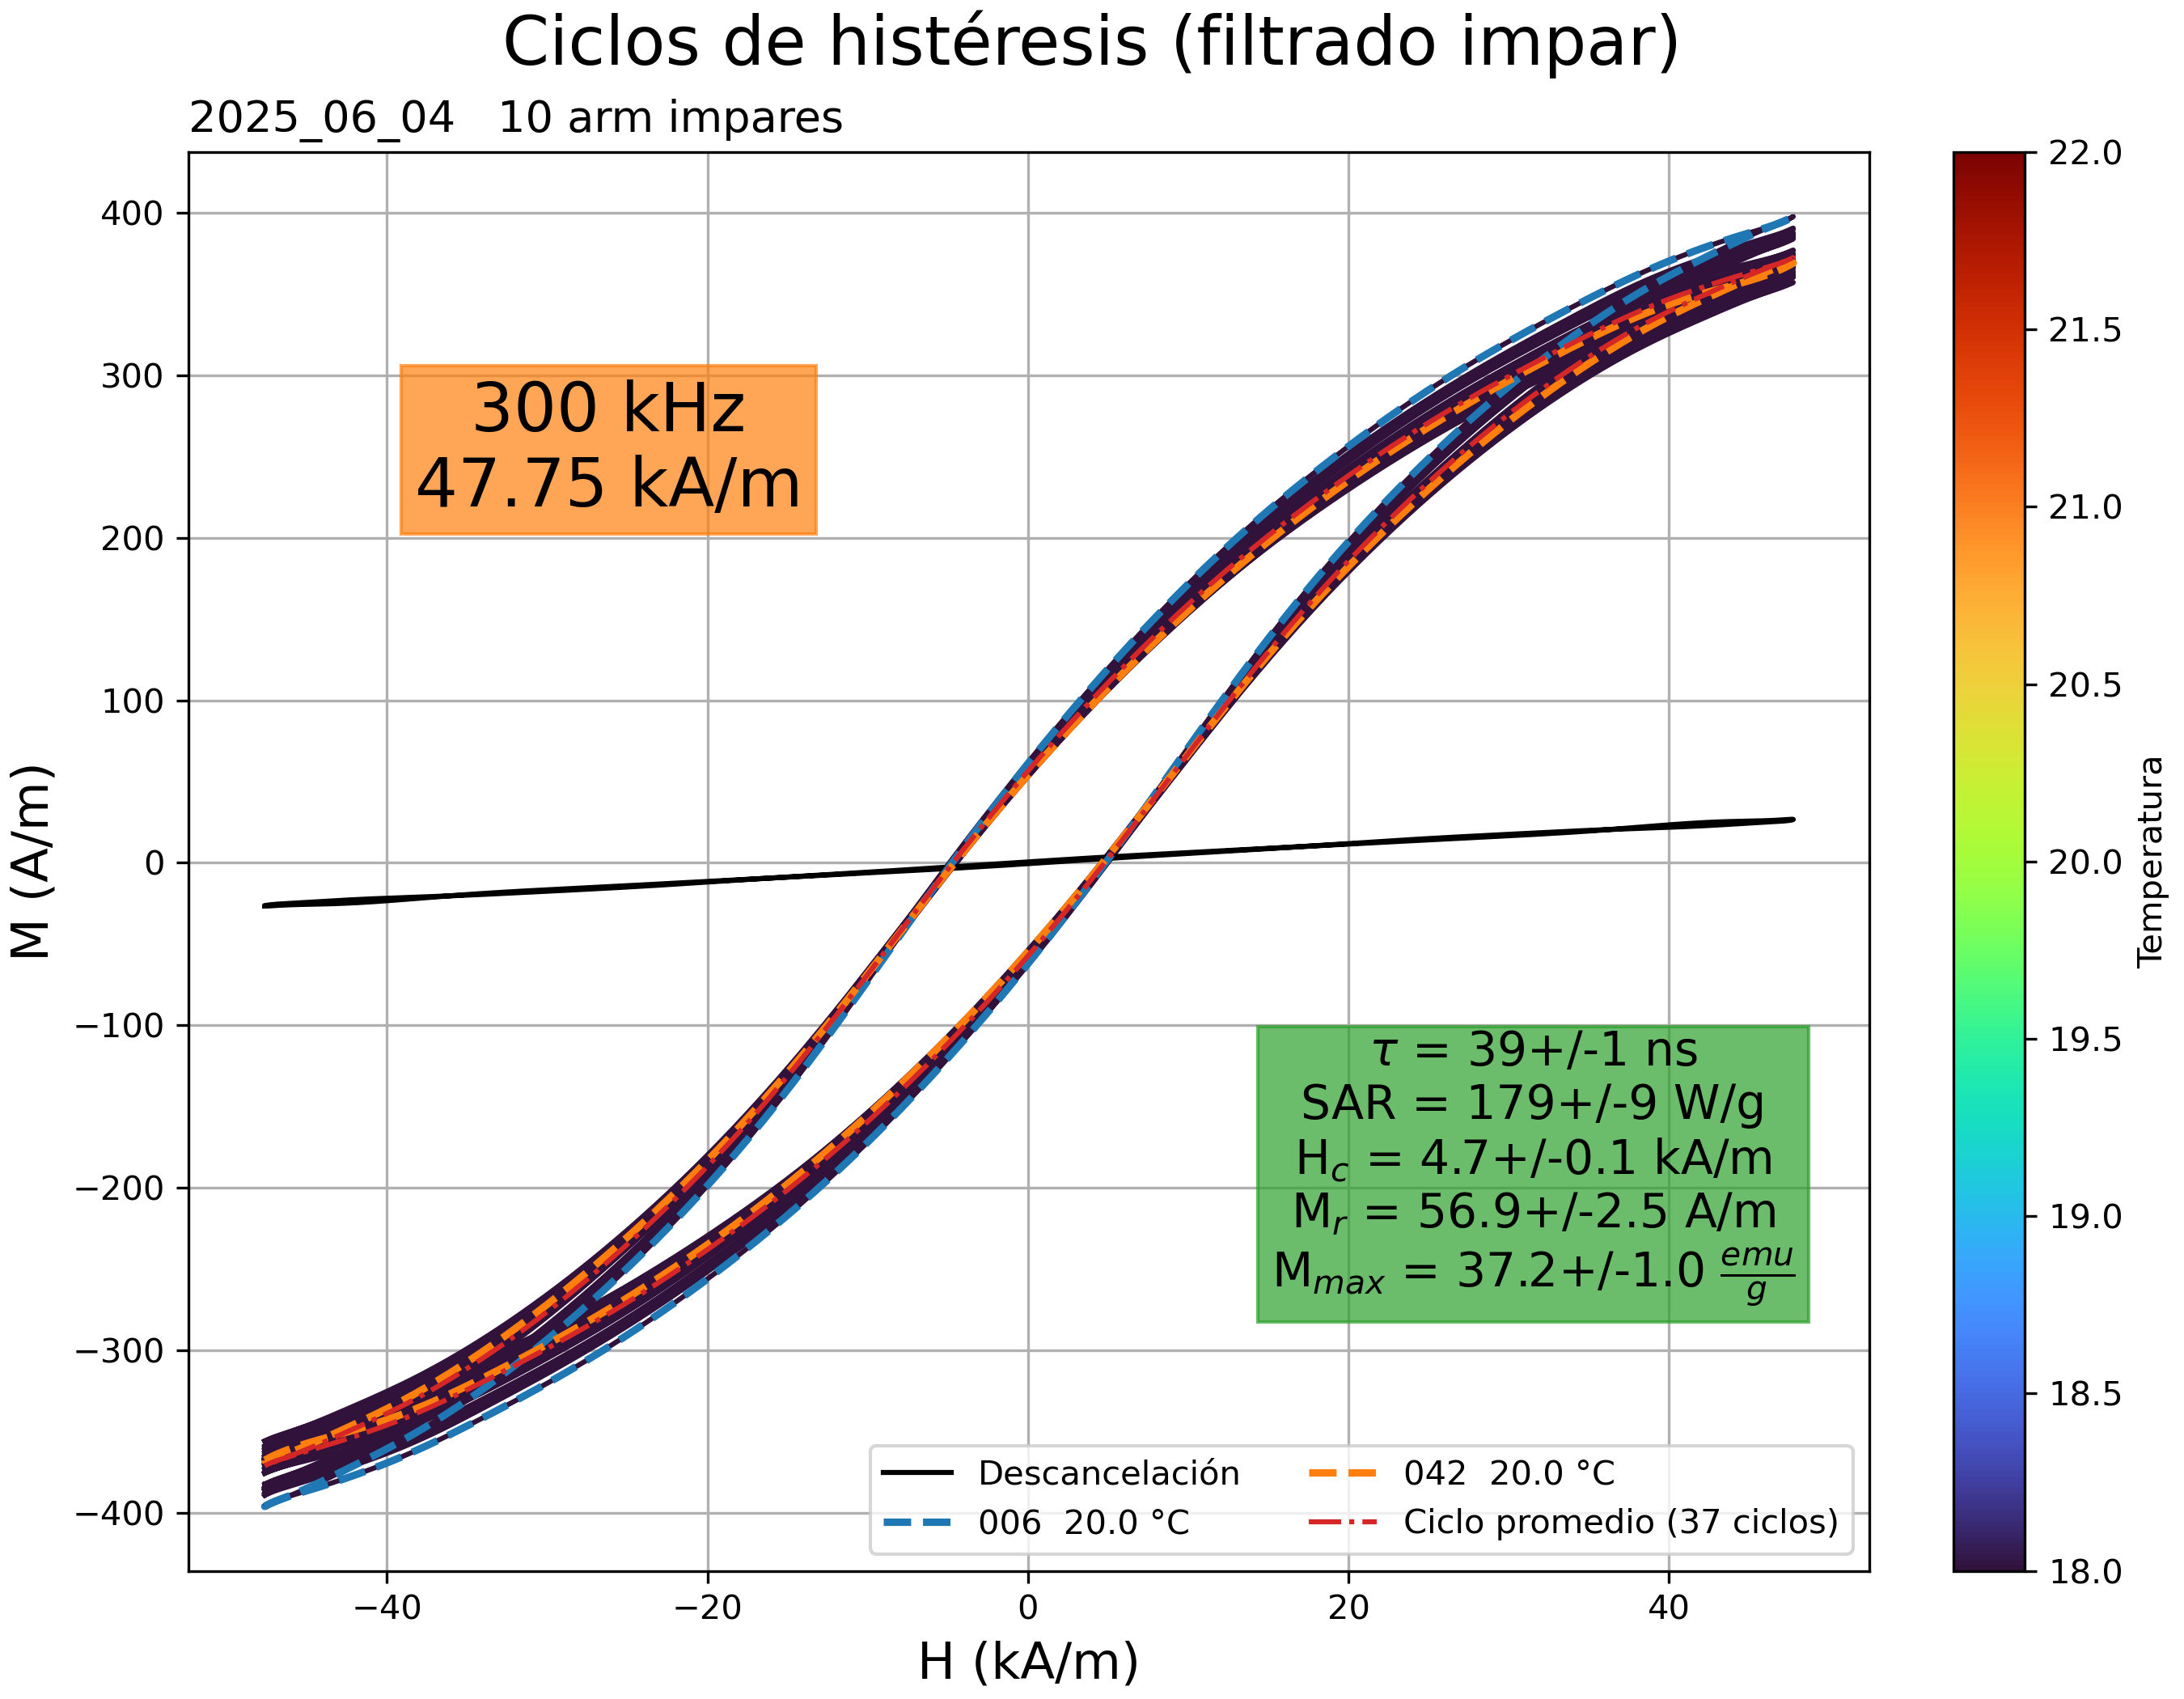 Ciclos de histéresis (filtrado impar)
2025_06_04   10 arm impares
400
300
200
100
0
−100
−200
−300
−400
M (A/m)
300 kHz
47.75 kA/m
τ = 39+/-1 ns
SAR = 179+/-9 W/g
H_c = 4.7+/-0.1 kA/m
M_r = 56.9+/-2.5 A/m
M_max = 37.2+/-1.0 emu/g
Descancelación
006  20.0 °C
042  20.0 °C
Ciclo promedio (37 ciclos)
−40
−20
0
20
40
H (kA/m)
22.0
21.5
21.0
20.5
20.0
19.5
19.0
18.5
18.0
Temperatura